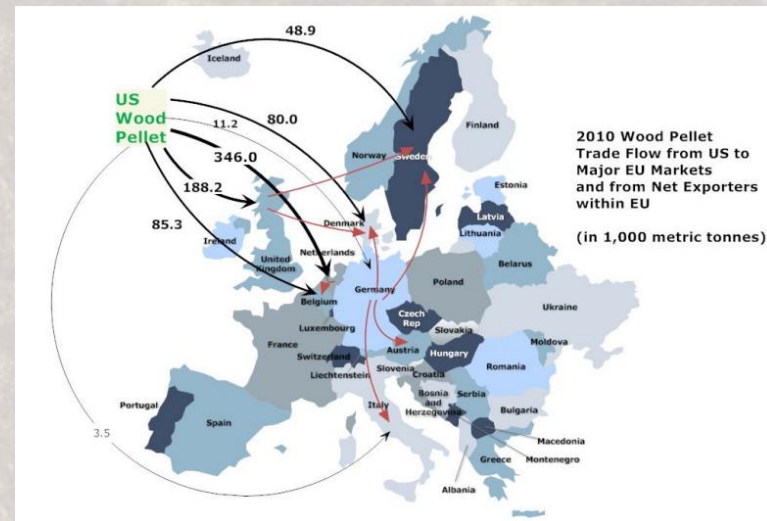 48.9
Iceland
US
Wood
Pellet
11.2
80.0
346.0
188.2
85.3
Finland
Norway
Sweden
2010 Wood Pellet
Trade Flow from US to
Major EU Markets
and from Net Exporters
within EU
(in 1,000 metric tonnes)
Estonia
Latvia
Lithuania
Denmark
Ireland
United
Kingdom
Netherlands
Belarus
Poland
Germany
Belgium
Luxembourg
Czech
Rep
Ukraine
Slovakia
France
Switzerland
Austria
Hungary
Moldova
Liechtenstein
Slovenia
Croatia
Romania
Italy
Bosnia
and
Herzegovina
Serbia
Bulgaria
Portugal
Spain
3.5
Macedonia
Montenegro
Greece
Albania